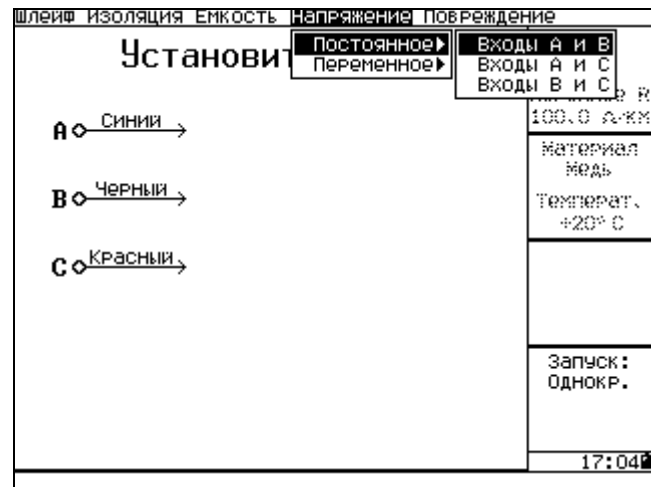 Шлейф Изоляция Емкость Напряжение Повреждение
Постоянное
Переменное
Входы А и В
Входы А и С
Входы В и С
R
100.0 Ω/км
A Синий
B Черный
C Красный
Материал
Медь
Температ.
+20° C
Запуск:
Однокр.
17:04